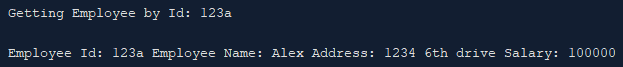 Getting Employee by Id: 123a
Employee Id: 123a Employee Name: Alex Address: 1234 6th drive Salary: 100000